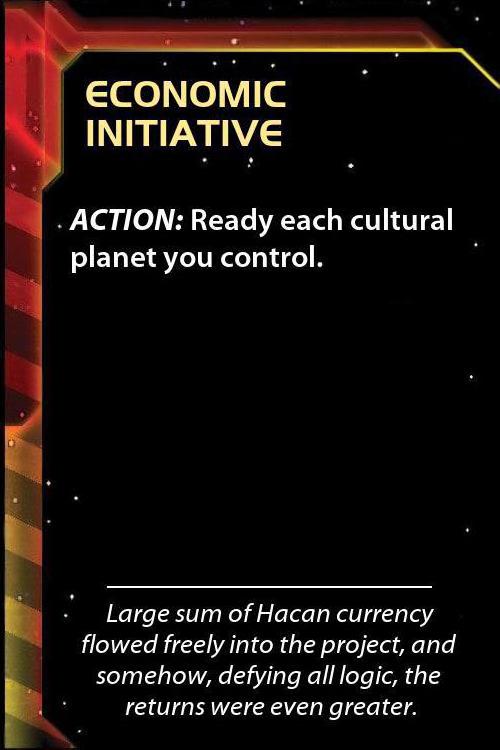 ECONOMIC
INITIATIVE
ACTION: Ready each cultural
planet you control.
Large sum of Hacan currency
flowed freely into the project, and
somehow, defying all logic, the
returns were even greater.